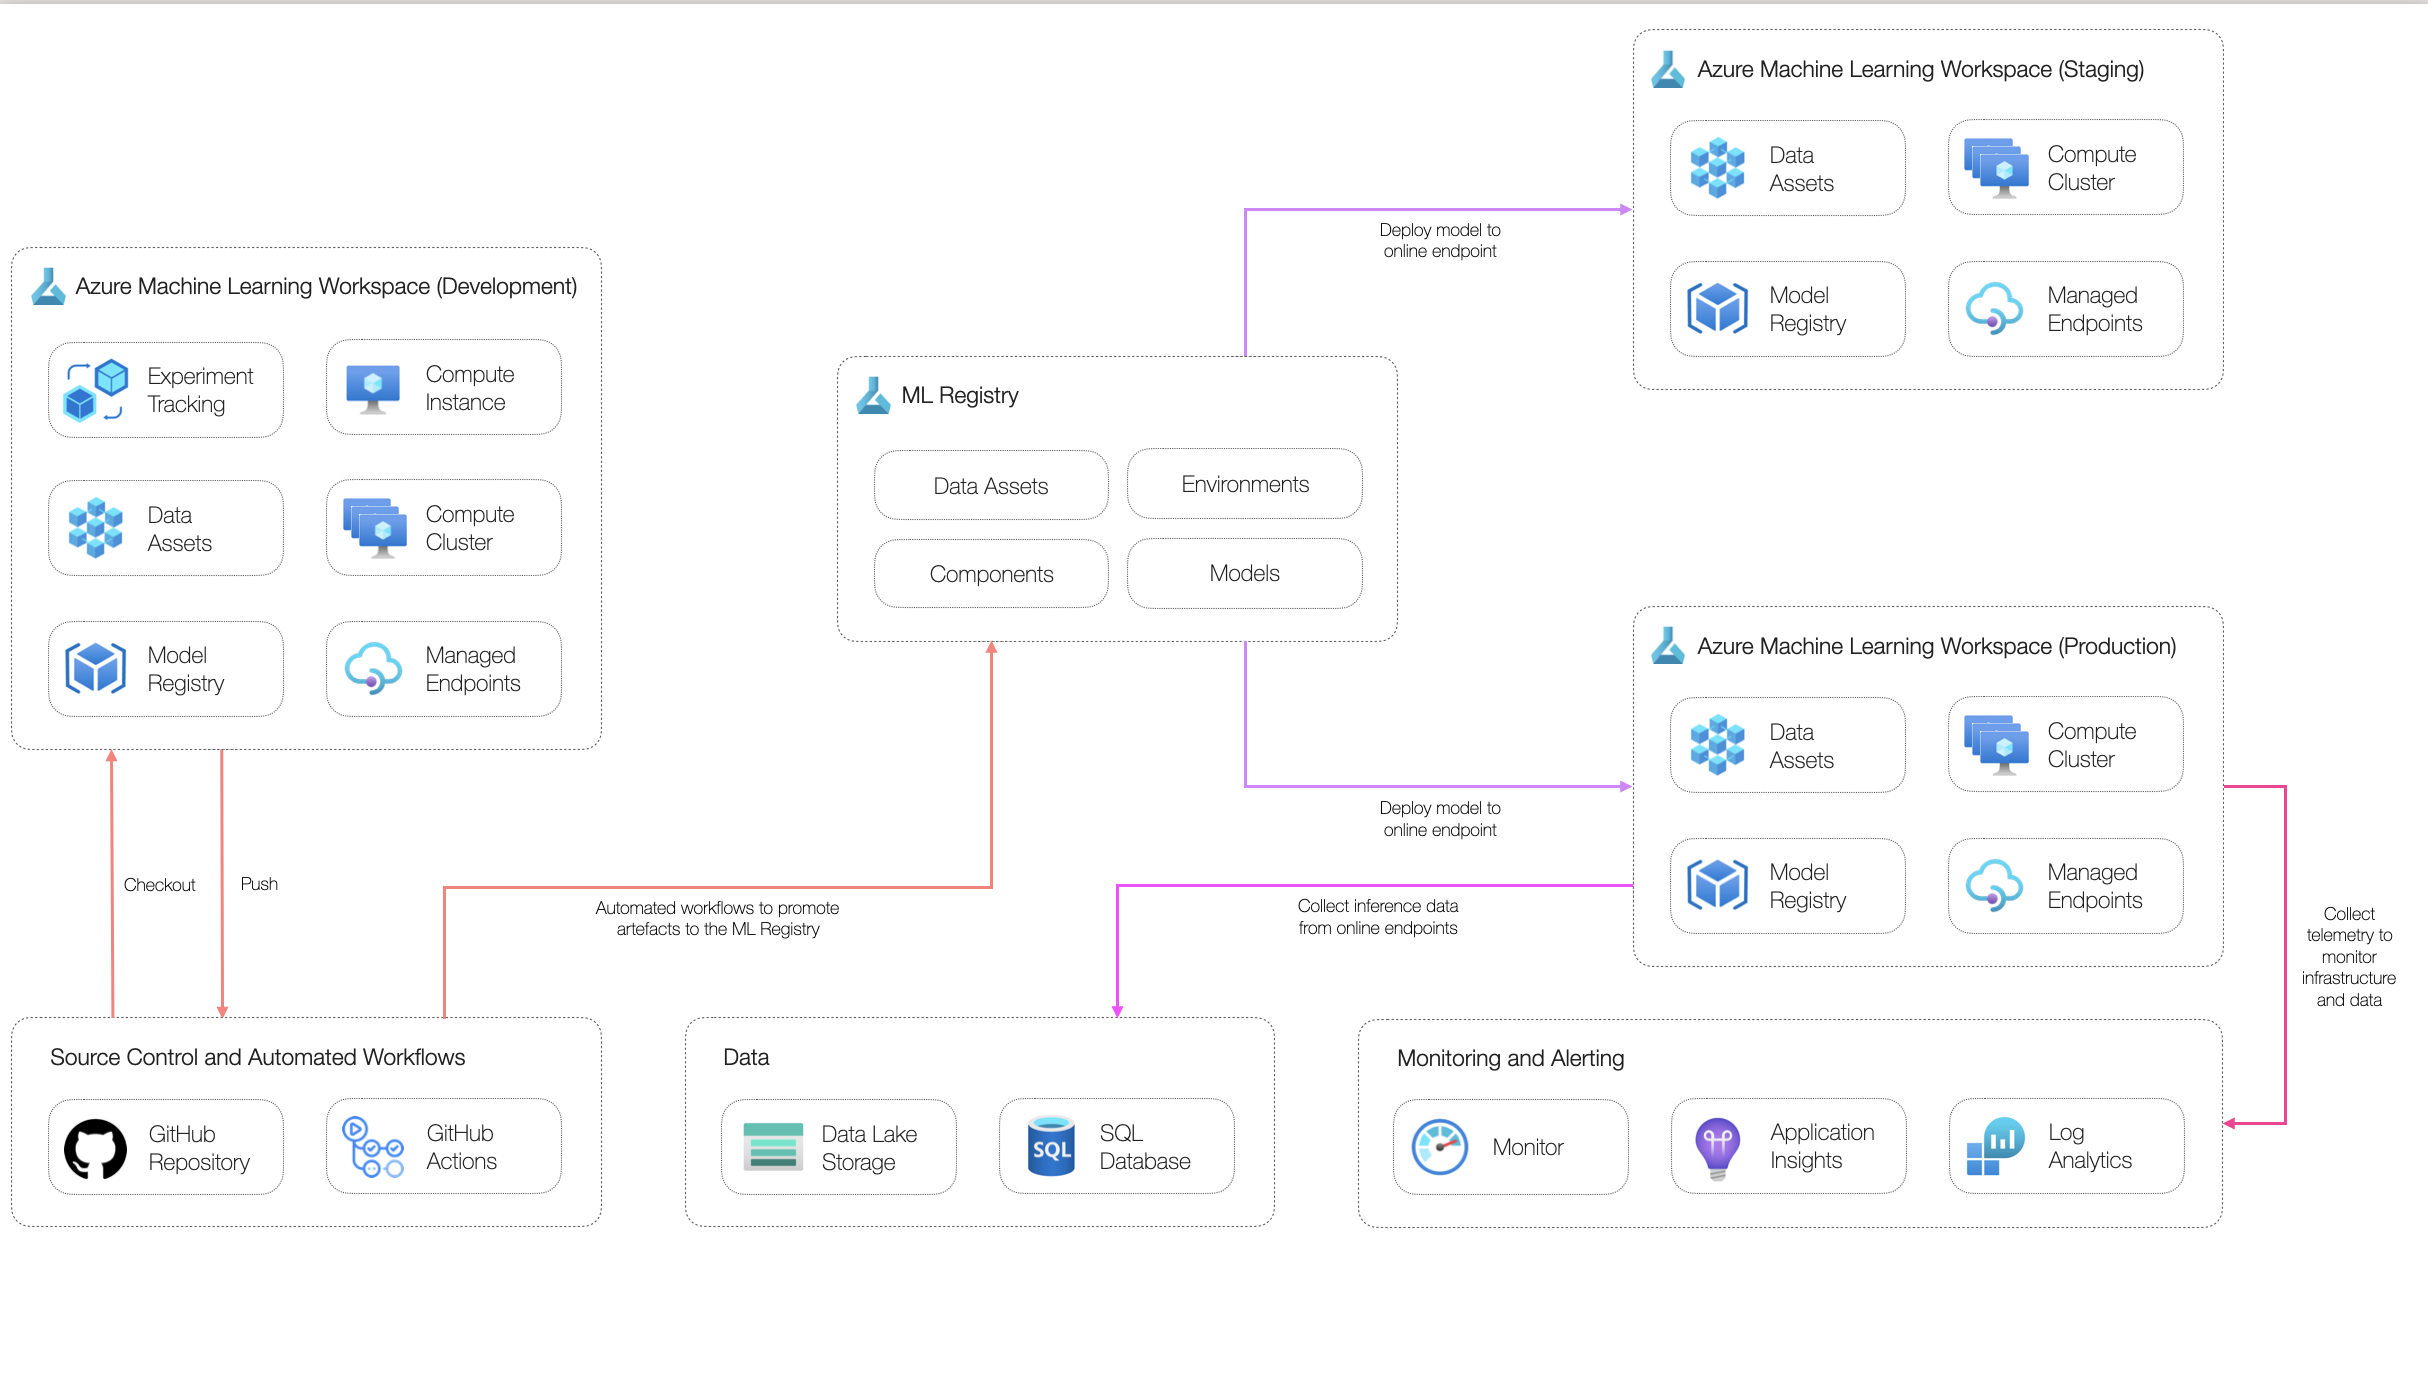 Azure Machine Learning Workspace (Staging)
Data
Assets
Compute
Cluster
Model
Registry
Managed
Endpoints
Deploy model to
online endpoint
Azure Machine Learning Workspace (Development)
Experiment
Tracking
Compute
Instance
Data
Assets
Compute
Cluster
Model
Registry
Managed
Endpoints
ML Registry
Data Assets
Environments
Components
Models
Azure Machine Learning Workspace (Production)
Data
Assets
Compute
Cluster
Model
Registry
Managed
Endpoints
Deploy model to
online endpoint
Checkout
Push
Automated workflows to promote
artefacts to the ML Registry
Collect inference data
from online endpoints
Collect
telemetry to
monitor
infrastructure
and data
Source Control and Automated Workflows
GitHub
Repository
GitHub
Actions
Data
Data Lake
Storage
SQL
SQL
Database
Monitoring and Alerting
Monitor
Application
Insights
Log
Analytics